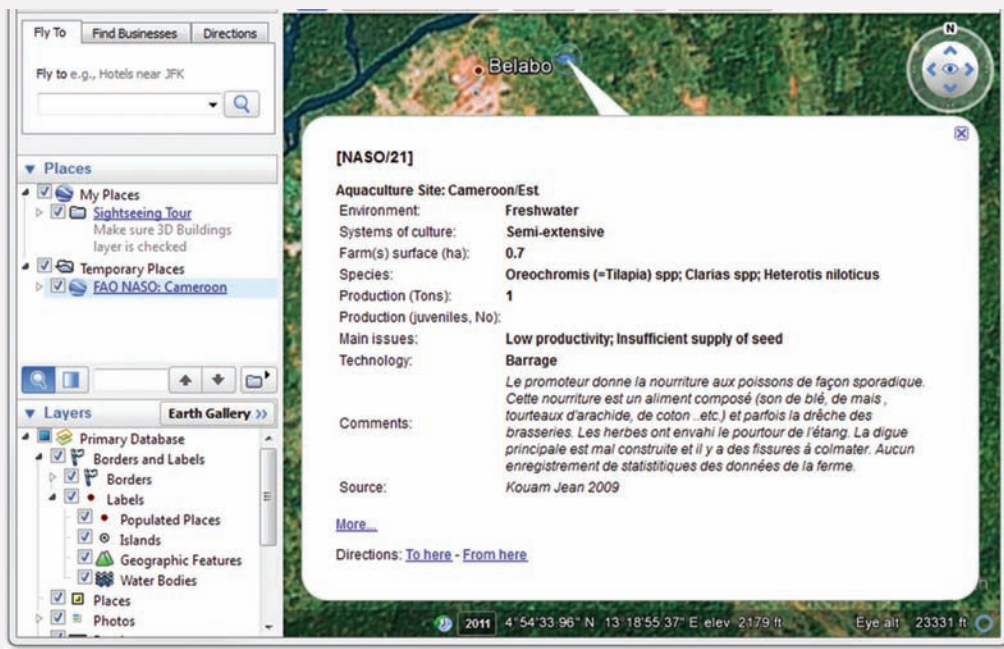 Fly To Find Businesses Directions
Fly to e.g., Hotels near JFK
Places
My Places
Sightseeing Tour
Make sure 3D Buildings
layer is checked
Temporary Places
FAO NASO: Cameroon
Layers Earth Gallery >>
Primary Database
Borders and Labels
Borders
Labels
Populated Places
Islands
Geographic Features
Water Bodies
Places
Photos
Belabo
N
[NASO/21]
Aquaculture Site: Cameroon/Est
Environment: Freshwater
Systems of culture: Semi-extensive
Farm(s) surface (ha): 0.7
Species: Oreochromis (=Tilapia) spp; Clarias spp; Heterotis niloticus
Production (Tons): 1
Production (juveniles, No):
Main issues: Low productivity; Insufficient supply of seed
Technology: Barrage
Comments: Le promoteur donne la nourriture aux poissons de façon sporadique.
Cette nourriture est un aliment composé (son de blé, de mais ,
tourteaux d'arachide, de coton ..etc.) et parfois la drêche des
brasseries. Les herbes ont envahi le pourtour de l'étang. La digue
principale est mal construite et il y a des fissures à colmater. Aucun
enregistrement de statistitiques des données de la ferme.
Source: Kouam Jean 2009
More...
Directions: To here - From here
2011 4°54'33.96" N 13°18'55.37" E elev 2179 ft Eye alt 23331 ft